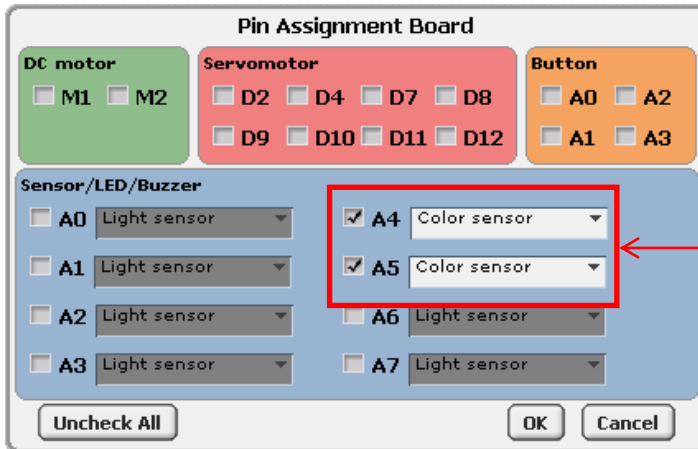 Pin Assignment Board
DC motor
M1 M2
Servomotor
D2 D4 D7 D8
D9 D10 D11 D12
Button
A0 A2
A1 A3
Sensor/LED/Buzzer
A0 Light sensor A4 Color sensor
A1 Light sensor A5 Color sensor
A2 Light sensor A6 Light sensor
A3 Light sensor A7 Light sensor
Uncheck All OK Cancel